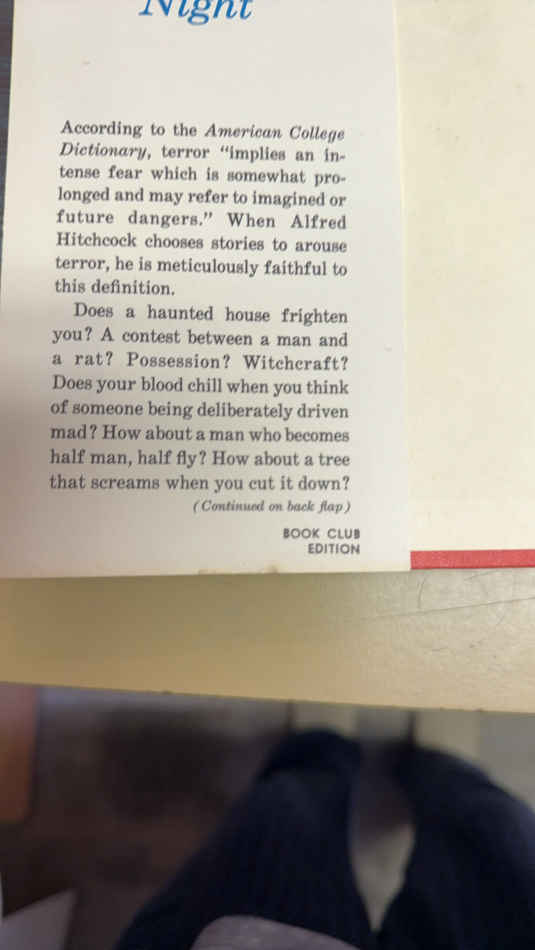 Night
According to the American College
Dictionary, terror “implies an in-
tense fear which is somewhat pro-
longed and may refer to imagined or
future dangers.” When Alfred
Hitchcock chooses stories to arouse
terror, he is meticulously faithful to
this definition.
Does a haunted house frighten
you? A contest between a man and
a rat? Possession? Witchcraft?
Does your blood chill when you think
of someone being deliberately driven
mad? How about a man who becomes
half man, half fly? How about a tree
that screams when you cut it down?
(Continued on back flap)
BOOK CLUB
EDITION